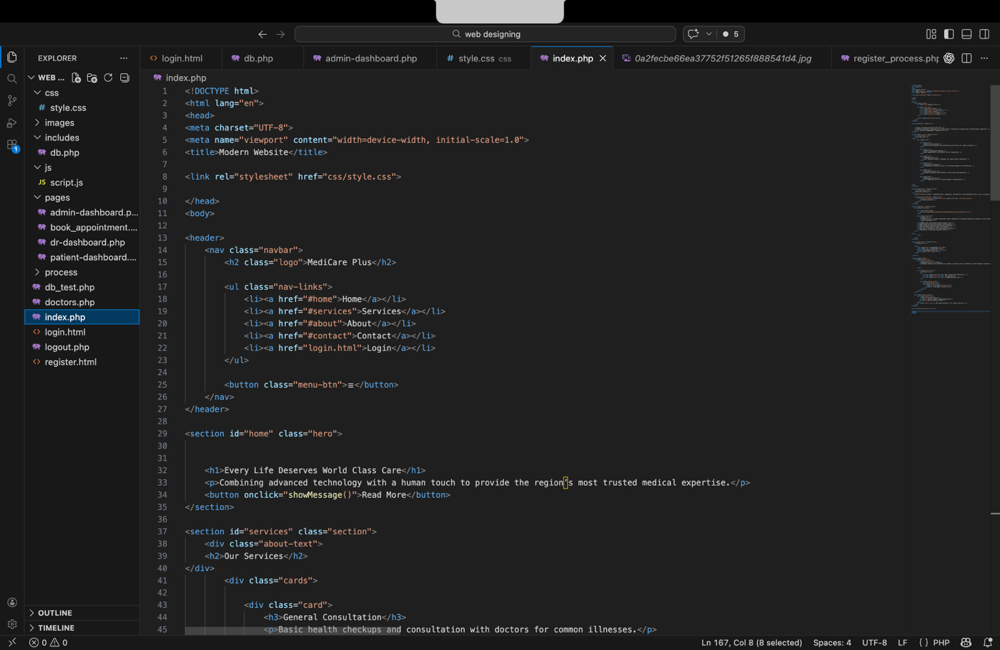 web designing
5
EXPLORER
login.html
db.php
admin-dashboard.php
# style.css css
index.php
0a2fecbe66ea37752f51265f888541d4.jpg
register_process.php
WEB ...
css
# style.css
images
includes
db.php
js
JS script.js
pages
admin-dashboard.p...
book_appointment....
dr-dashboard.php
patient-dashboard....
process
db_test.php
doctors.php
index.php
login.html
logout.php
register.html
1
OUTLINE
TIMELINE
index.php
1 <!DOCTYPE html>
2 <html lang="en">
3 <head>
4 <meta charset="UTF-8">
5 <meta name="viewport" content="width=device-width, initial-scale=1.0">
6 <title>Modern Website</title>
7
8 <link rel="stylesheet" href="css/style.css">
9
10 </head>
11 <body>
12
13 <header>
14 <nav class="navbar">
15 <h2 class="logo">MediCare Plus</h2>
16
17 <ul class="nav-links">
18 <li><a href="#home">Home</a></li>
19 <li><a href="#services">Services</a></li>
20 <li><a href="#about">About</a></li>
21 <li><a href="#contact">Contact</a></li>
22 <li><a href="login.html">Login</a></li>
23 </ul>
24
25 <button class="menu-btn">≡</button>
26 </nav>
27 </header>
28
29 <section id="home" class="hero">
30
31
32 <h1>Every Life Deserves World Class Care</h1>
33 <p>Combining advanced technology with a human touch to provide the region’s most trusted medical expertise.</p>
34 <button onclick="showMessage()">Read More</button>
35 </section>
36
37 <section id="services" class="section">
38 <div class="about-text">
39 <h2>Our Services</h2>
40 </div>
41 <div class="cards">
42
43 <div class="card">
44 <h3>General Consultation</h3>
45 <p>Basic health checkups and consultation with doctors for common illnesses.</p>
0 0
Ln 167, Col 8 (8 selected)
Spaces: 4
UTF-8
LF
{ } PHP